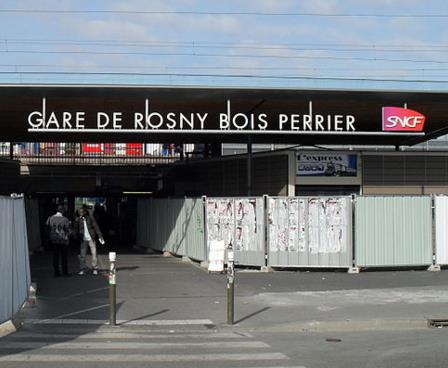 GARE DE ROSNY BOIS PERRIER
SNCF
L'express